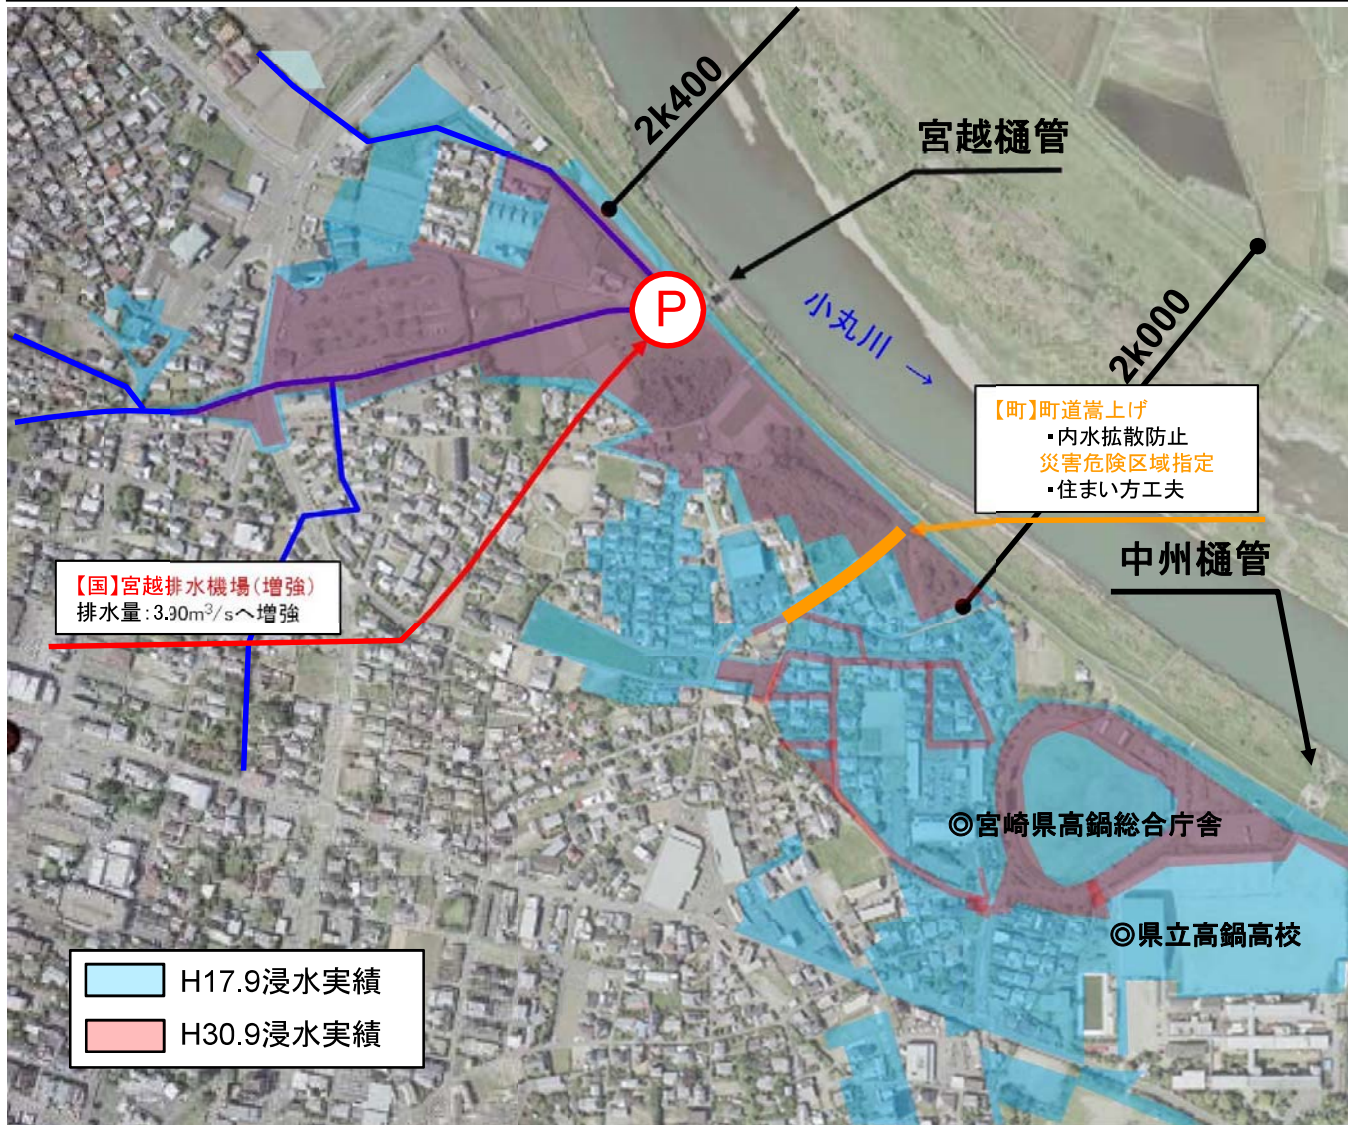 2k400
宮越樋管
P
小丸川 →
2k000
【町】町道嵩上げ
・内水拡散防止
災害危険区域指定
・住まい方工夫
中州樋管
【国】宮越排水機場(増強)
排水量：3.90m³/sへ増強
◎宮崎県高鍋総合庁舎
◎県立高鍋高校
H17.9浸水実績
H30.9浸水実績